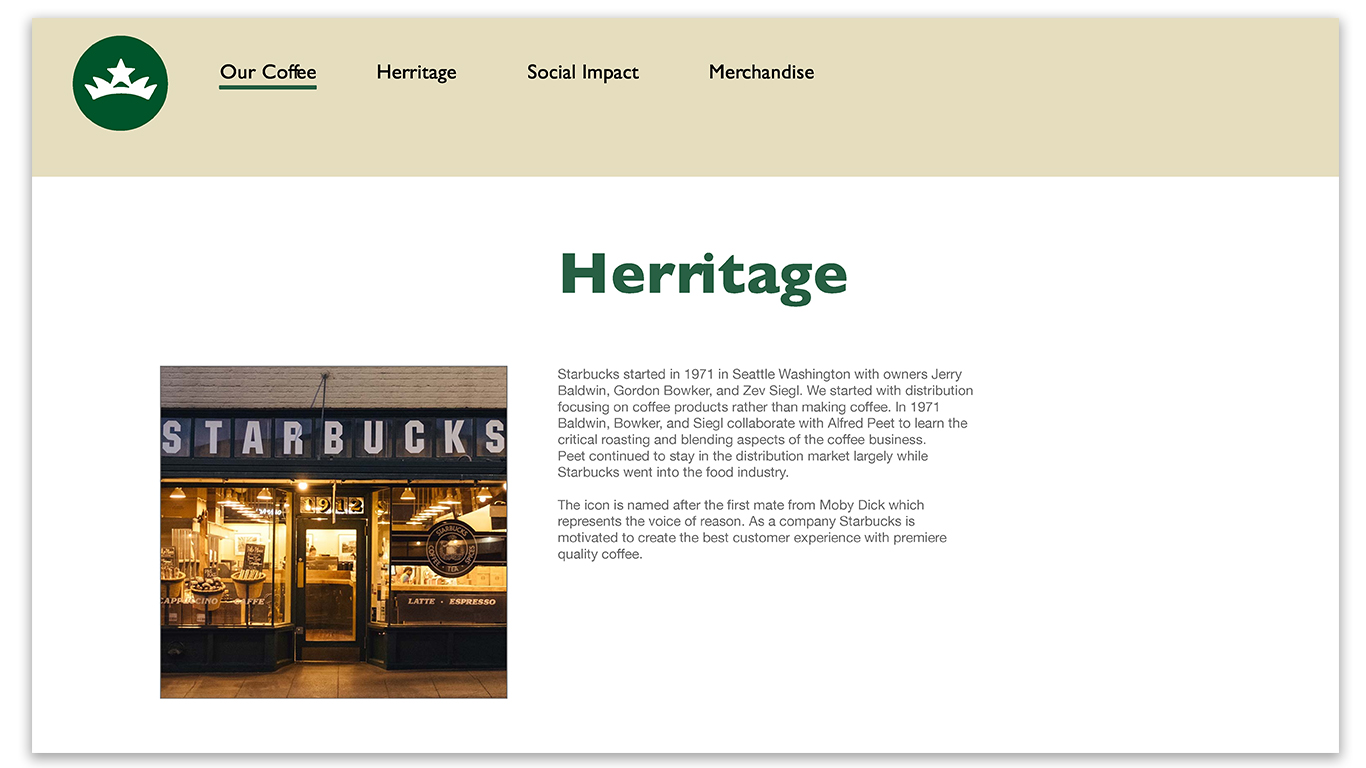 Our Coffee
Herritage
Social Impact
Merchandise
Herritage
STARBUCKS
1912
STARBUCKS
COFFEE · TEA · SPICES
CAPPUCCINO CAFFE
LATTE · ESPRESSO
Starbucks started in 1971 in Seattle Washington with owners Jerry
Baldwin, Gordon Bowker, and Zev Siegl. We started with distribution
focusing on coffee products rather than making coffee. In 1971
Baldwin, Bowker, and Siegl collaborate with Alfred Peet to learn the
critical roasting and blending aspects of the coffee business.
Peet continued to stay in the distribution market largely while
Starbucks went into the food industry.
The icon is named after the first mate from Moby Dick which
represents the voice of reason. As a company Starbucks is
motivated to create the best customer experience with premiere
quality coffee.